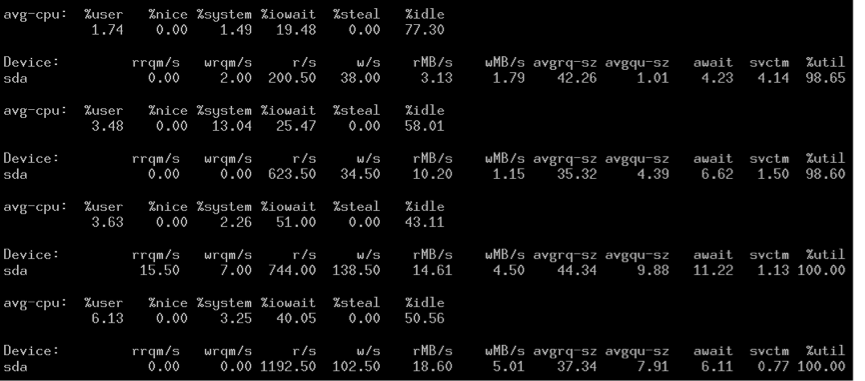 avg-cpu: %user %nice %system %iowait %steal %idle
1.74 0.00 1.49 19.48 0.00 77.30
Device: rrqm/s wrqm/s r/s w/s rMB/s wMB/s avgrq-sz avgqu-sz await svctm %util
sda 0.00 2.00 200.50 38.00 3.13 1.79 42.26 1.01 4.23 4.14 98.65
avg-cpu: %user %nice %system %iowait %steal %idle
3.48 0.00 13.04 25.47 0.00 58.01
Device: rrqm/s wrqm/s r/s w/s rMB/s wMB/s avgrq-sz avgqu-sz await svctm %util
sda 0.00 0.00 623.50 34.50 10.20 1.15 35.32 4.39 6.62 1.50 98.60
avg-cpu: %user %nice %system %iowait %steal %idle
3.63 0.00 2.26 51.00 0.00 43.11
Device: rrqm/s wrqm/s r/s w/s rMB/s wMB/s avgrq-sz avgqu-sz await svctm %util
sda 15.50 7.00 744.00 138.50 14.61 4.50 44.34 9.88 11.22 1.13 100.00
avg-cpu: %user %nice %system %iowait %steal %idle
6.13 0.00 3.25 40.05 0.00 50.56
Device: rrqm/s wrqm/s r/s w/s rMB/s wMB/s avgrq-sz avgqu-sz await svctm %util
sda 0.00 0.00 1192.50 102.50 18.60 5.01 37.34 7.91 6.11 0.77 100.00